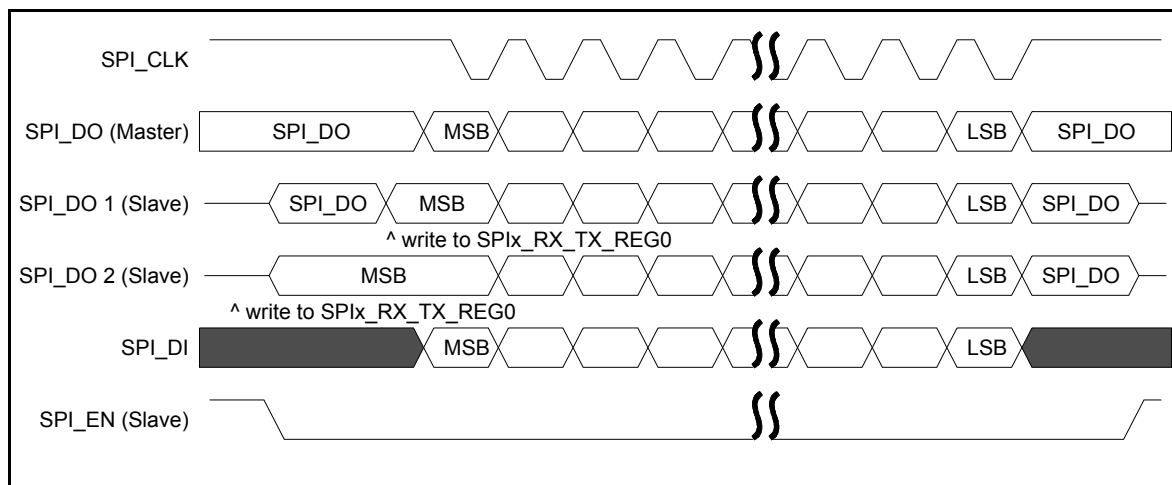 SPI_CLK
SPI_DO (Master) SPI_DO MSB LSB SPI_DO
SPI_DO 1 (Slave) SPI_DO MSB LSB SPI_DO
^ write to SPIx_RX_TX_REG0
SPI_DO 2 (Slave) MSB LSB SPI_DO
^ write to SPIx_RX_TX_REG0
SPI_DI MSB LSB
SPI_EN (Slave)